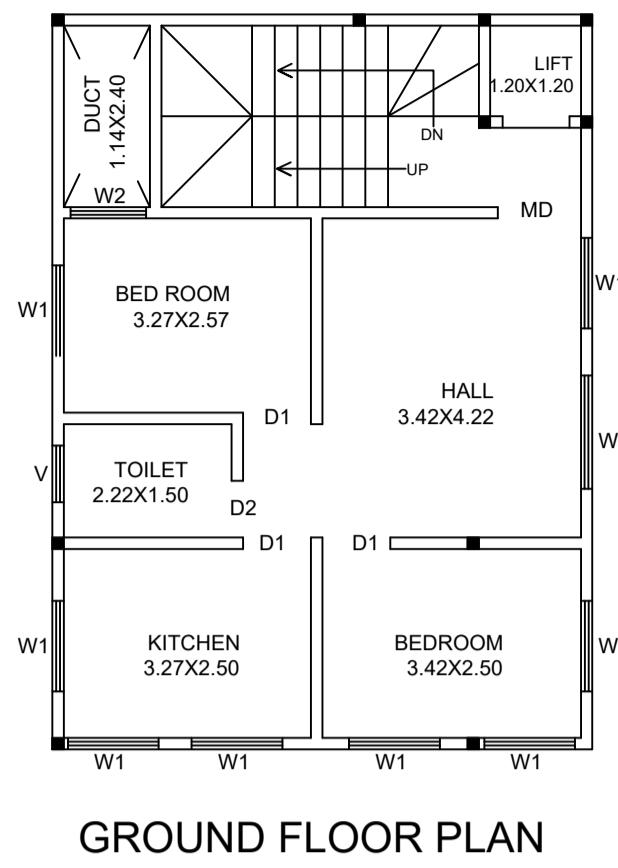 LIFT
1.20X1.20
DUCT
1.14X2.40
DN
UP
W2
MD
W1
BED ROOM
3.27X2.57
W1
HALL
3.42X4.22
D1
W
V
TOILET
2.22X1.50
D2
D1
D1
W1
KITCHEN
3.27X2.50
BEDROOM
3.42X2.50
W
W1
W1
W1
W1
GROUND FLOOR PLAN